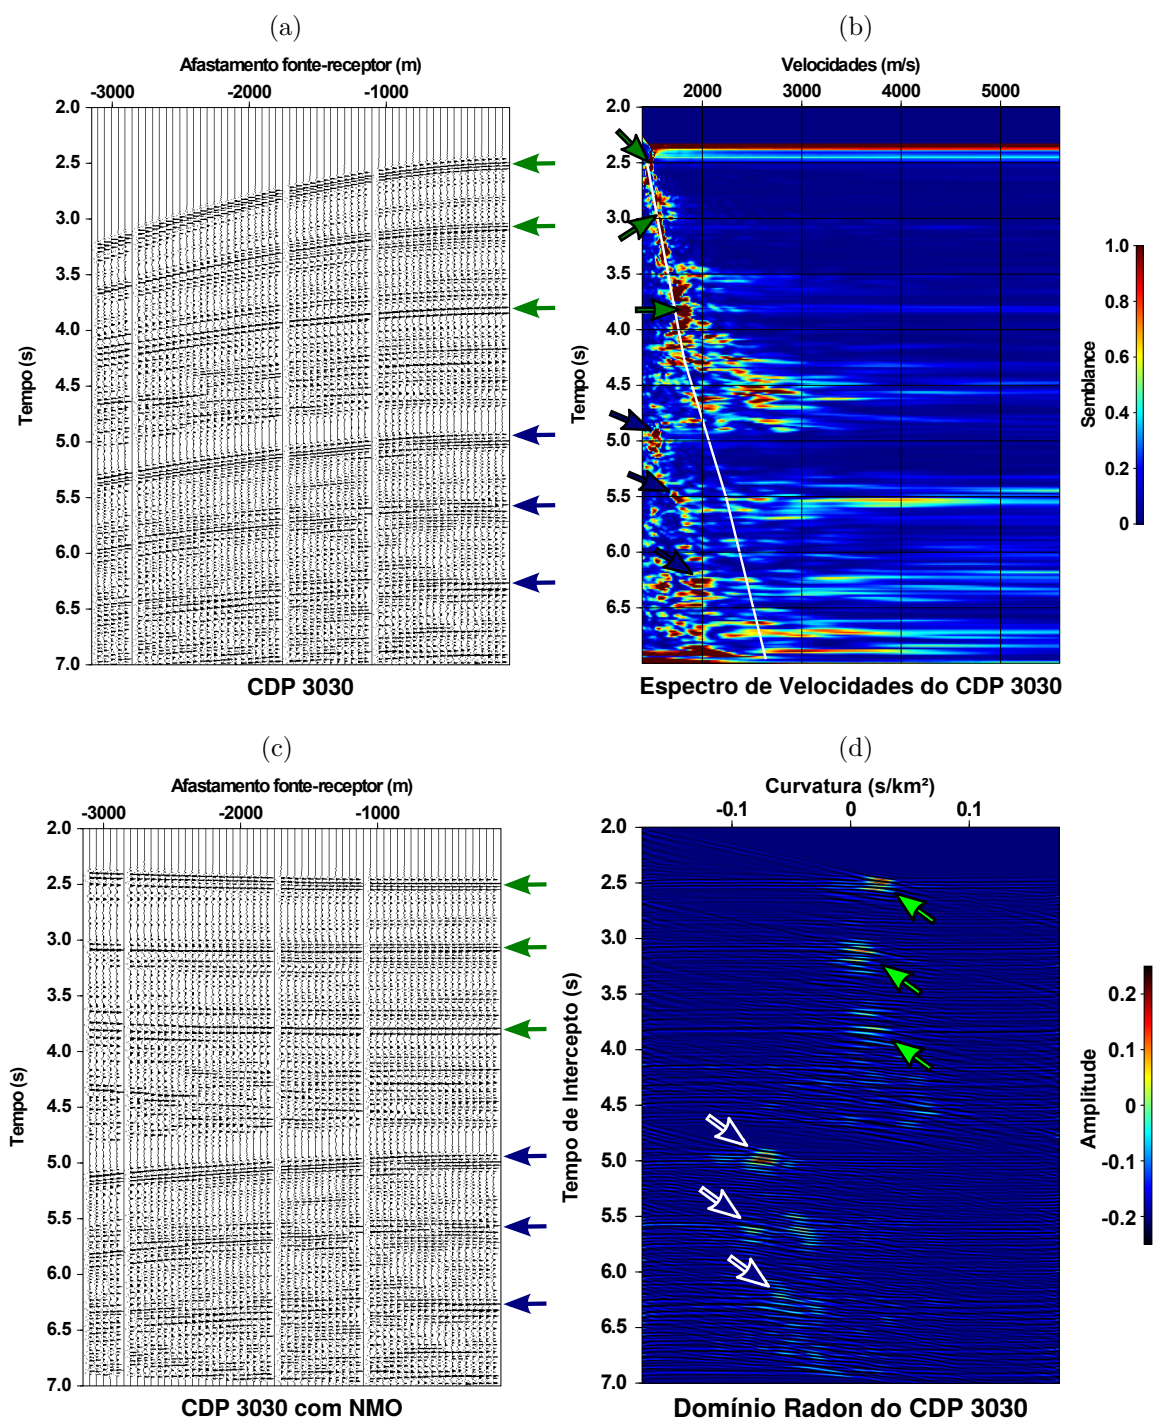 (a)
Afastamento fonte-receptor (m)
-3000 -2000 -1000
2.0
2.5
3.0
3.5
4.0
4.5
5.0
5.5
6.0
6.5
7.0
Tempo (s)
CDP 3030
(b)
Velocidades (m/s)
2000 3000 4000 5000
2.0
2.5
3.0
3.5
4.0
4.5
5.0
5.5
6.0
6.5
Tempo (s)
Espectro de Velocidades do CDP 3030
1.0
0.8
0.6
0.4
0.2
0
Semblance
(c)
Afastamento fonte-receptor (m)
-3000 -2000 -1000
2.0
2.5
3.0
3.5
4.0
4.5
5.0
5.5
6.0
6.5
7.0
Tempo (s)
CDP 3030 com NMO
(d)
Curvatura (s/km²)
-0.1 0 0.1
2.0
2.5
3.0
3.5
4.0
4.5
5.0
5.5
6.0
6.5
7.0
Tempo de Intercepto (s)
Domínio Radon do CDP 3030
0.2
0.1
0
-0.1
-0.2
Amplitude